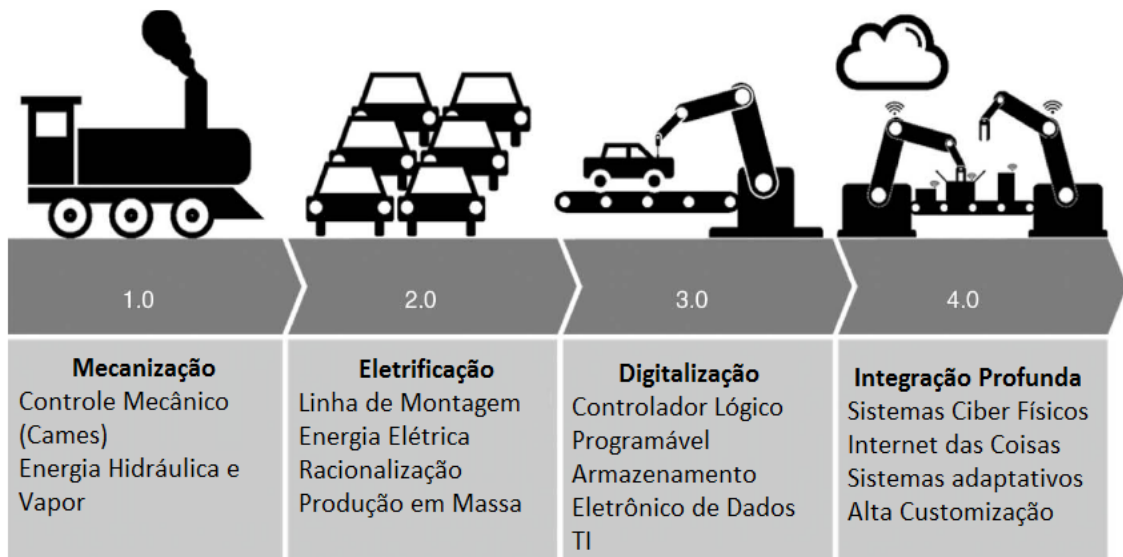 1.0
2.0
3.0
4.0
Mecanização
Controle Mecânico
(Cames)
Energia Hidráulica e
Vapor
Eletrificação
Linha de Montagem
Energia Elétrica
Racionalização
Produção em Massa
Digitalização
Controlador Lógico
Programável
Armazenamento
Eletrônico de Dados
TI
Integração Profunda
Sistemas Ciber Físicos
Internet das Coisas
Sistemas adaptativos
Alta Customização